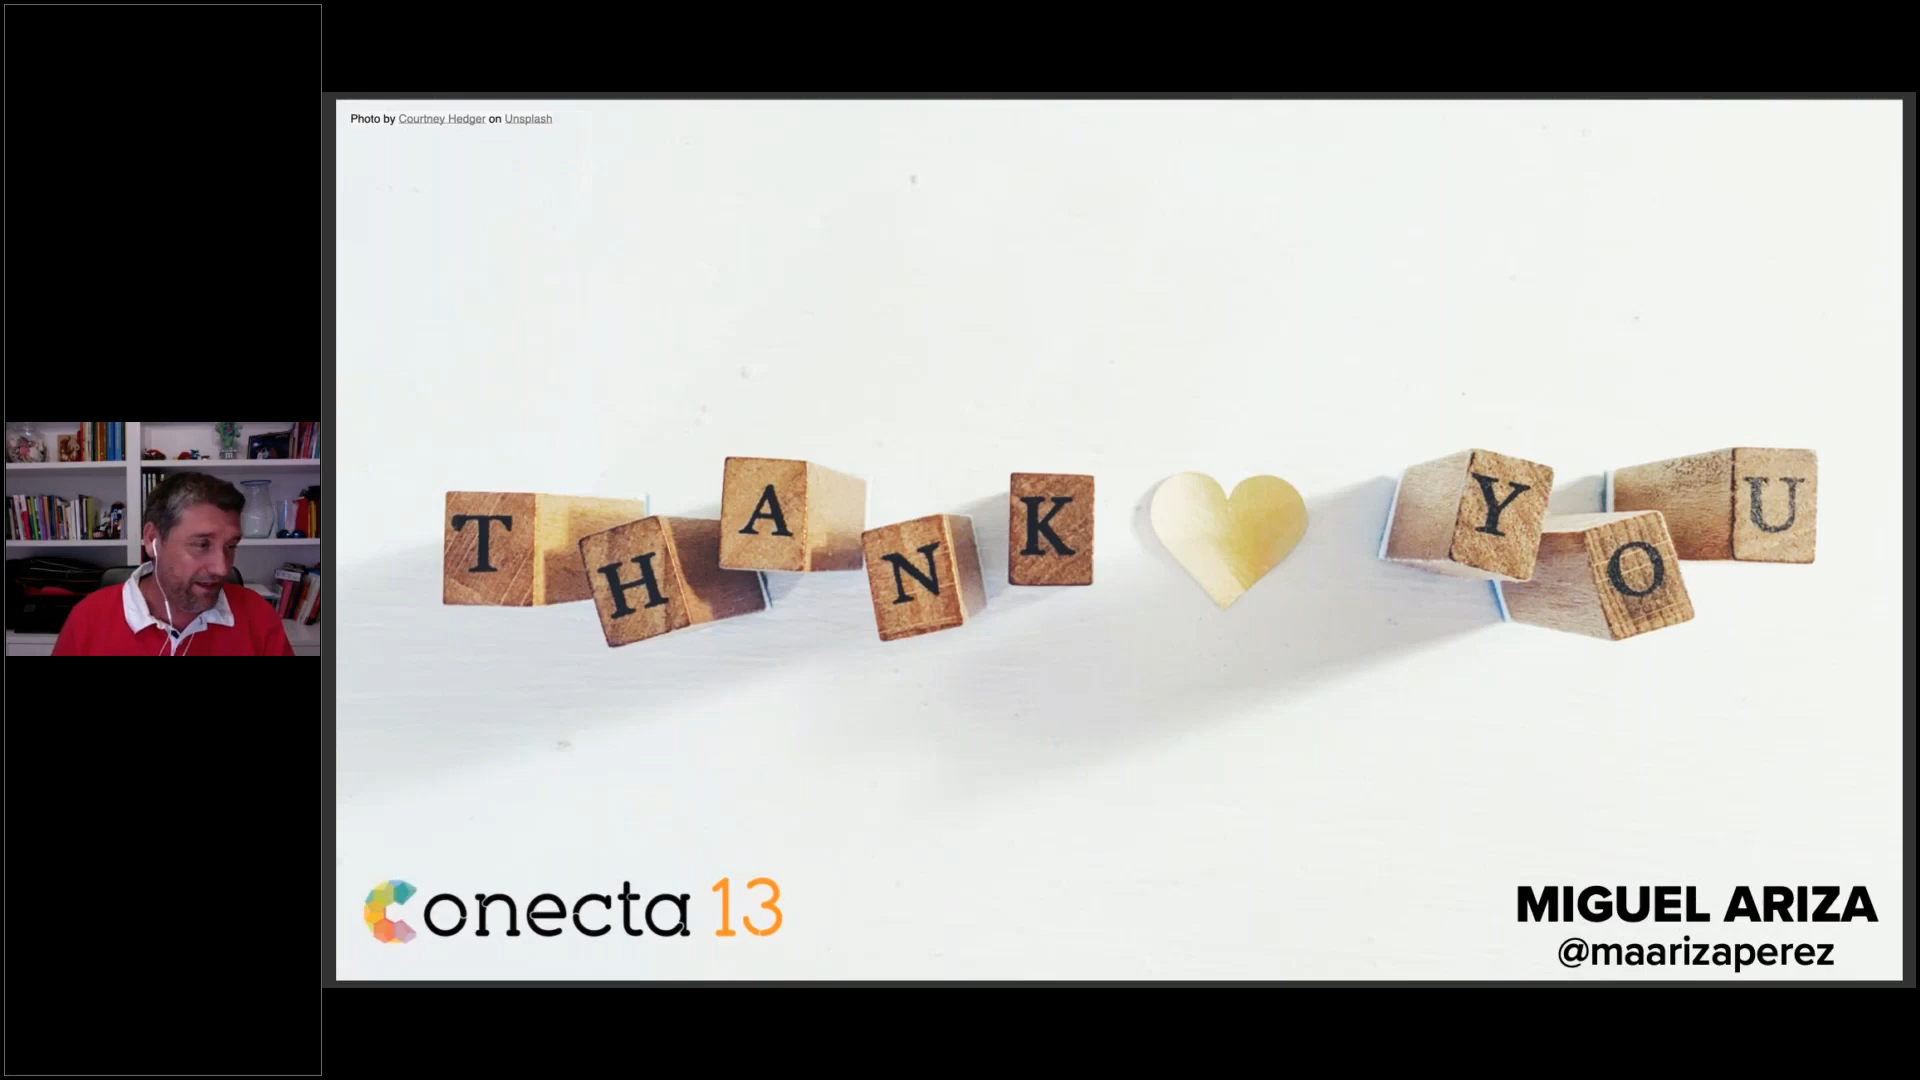 Photo by Courtney Hedger on Unsplash
THANK YOU
Conecta 13
MIGUEL ARIZA
@maarizaperez